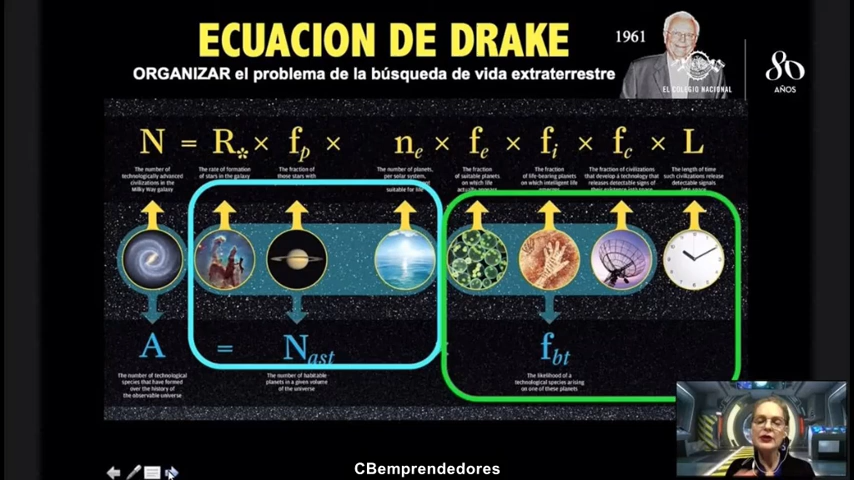 ECUACION DE DRAKE
1961
ORGANIZAR el problema de la búsqueda de vida extraterrestre
EL COLEGIO NACIONAL
80
AÑOS
N = R* × fp × ne × fe × fi × fc × L
The number of
technologically advanced
civilizations in the
Milky Way galaxy
The rate of formation
of stars in the galaxy
The fraction of
those stars with
The number of planets,
per solar system,
suitable for life
The fraction
of suitable planets
on which life
actually
The fraction
of life-bearing planets
on which intelligent life
The fraction of civilizations
that develop a technology that
releases detectable signs of
their existence into space
The length of time
such civilizations release
detectable signals
A = Nast fbt
The number of technological
species that have formed
over the history of
the observable universe
The number of habitable
planets in a given volume
of the universe
The likelihood of a
technological species arising
on one of these planets
CBemprendedores